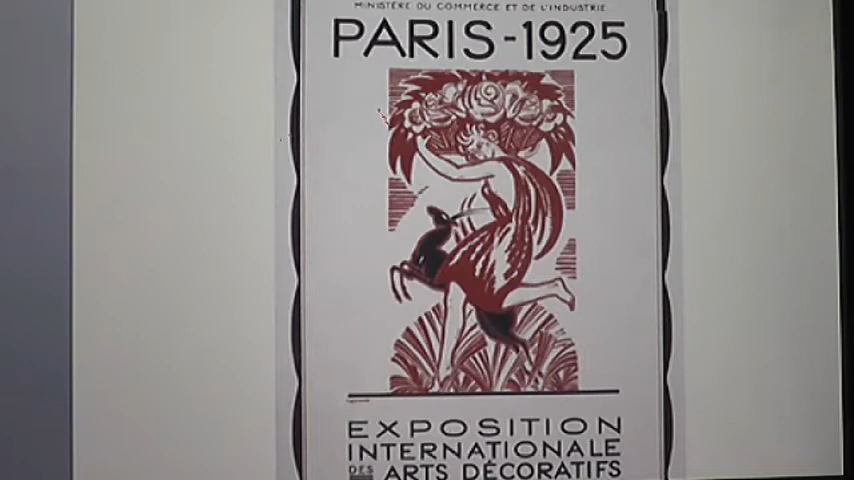 MINISTÈRE DU COMMERCE ET DE L'INDUSTRIE
PARIS-1925
EXPOSITION
INTERNATIONALE
DES ARTS DÉCORATIFS